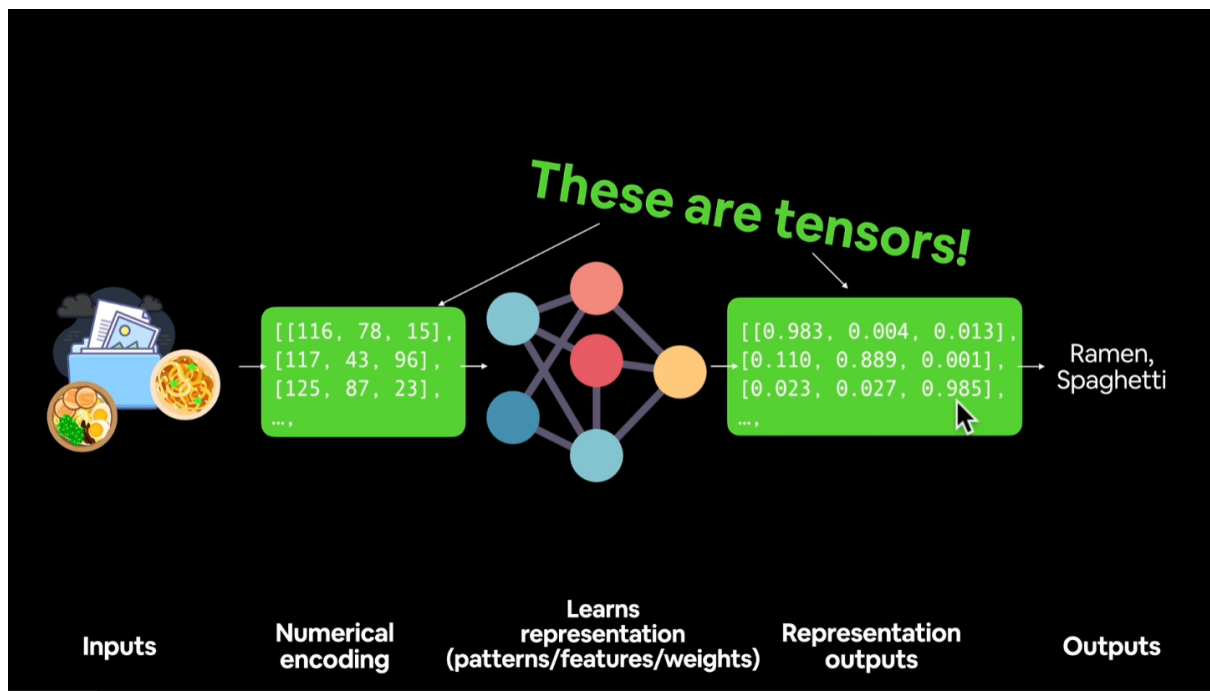 These are tensors!
[[116, 78, 15],
[117, 43, 96],
[125, 87, 23],
…,
[[0.983, 0.004, 0.013],
[0.110, 0.889, 0.001],
[0.023, 0.027, 0.985],
…,
Ramen,
Spaghetti
Inputs
Numerical
encoding
Learns
representation
(patterns/features/weights)
Representation
outputs
Outputs